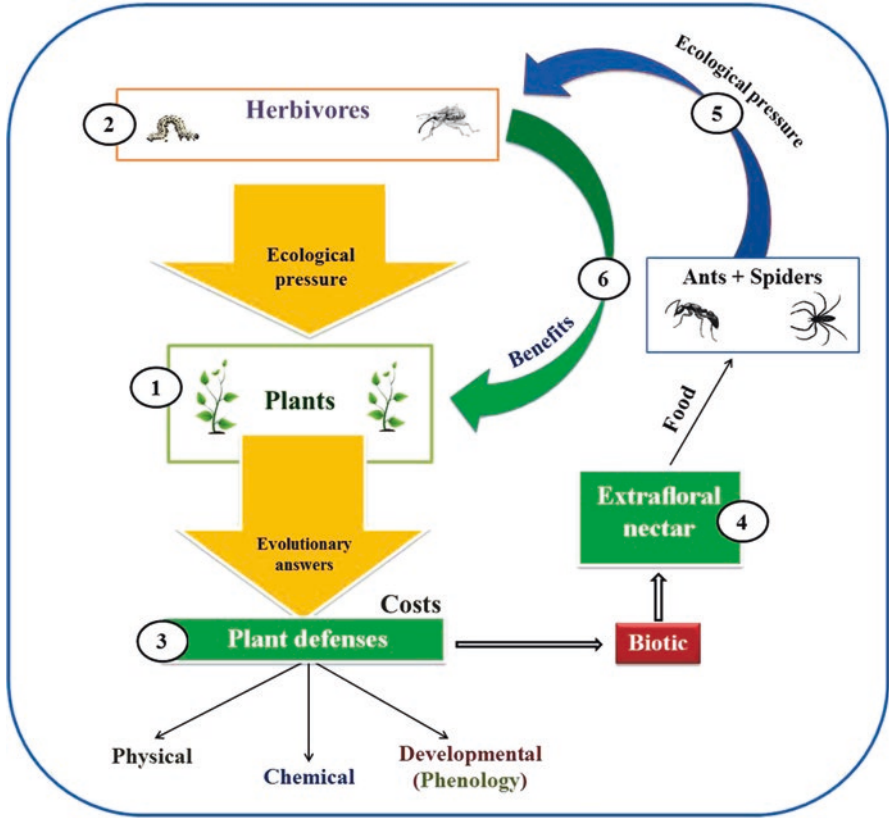 Ecological pressure
5
2
Herbivores
Ecological
pressure
6
Benefits
Ants + Spiders
1
Plants
Food
Extrafloral
nectar
4
Evolutionary
answers
Costs
3
Plant defenses
Biotic
Physical
Chemical
Developmental
(Phenology)